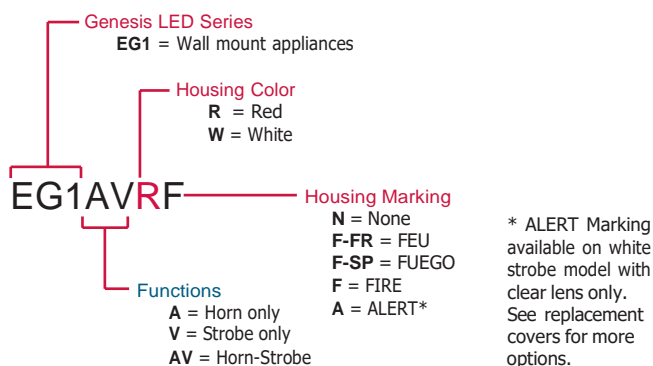 Genesis LED Series
EG1 = Wall mount appliances
Housing Color
R = Red
W = White
EG1AVRF
Housing Marking
N = None
F-FR = FEU
F-SP = FUEGO
F = FIRE
A = ALERT*
* ALERT Marking
available on white
strobe model with
clear lens only.
See replacement
covers for more
options.
Functions
A = Horn only
V = Strobe only
AV = Horn-Strobe